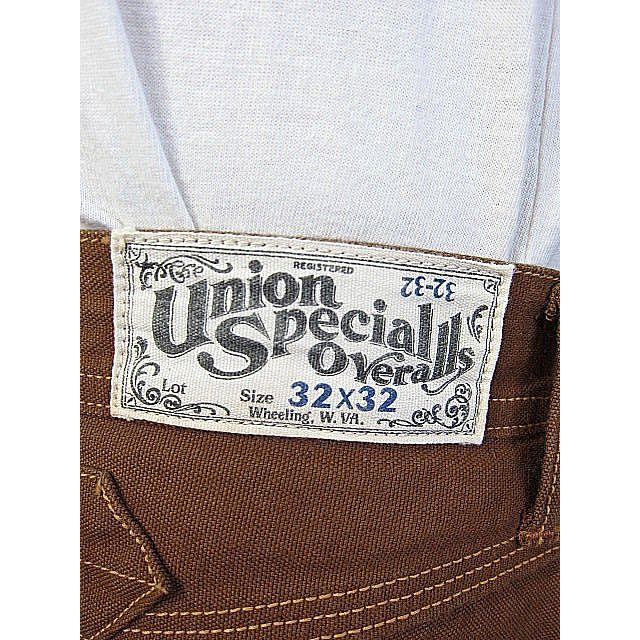 REGISTERED
32-32
Union
Special
Overalls
Lot
Size 32X32
Wheeling, W. VA.